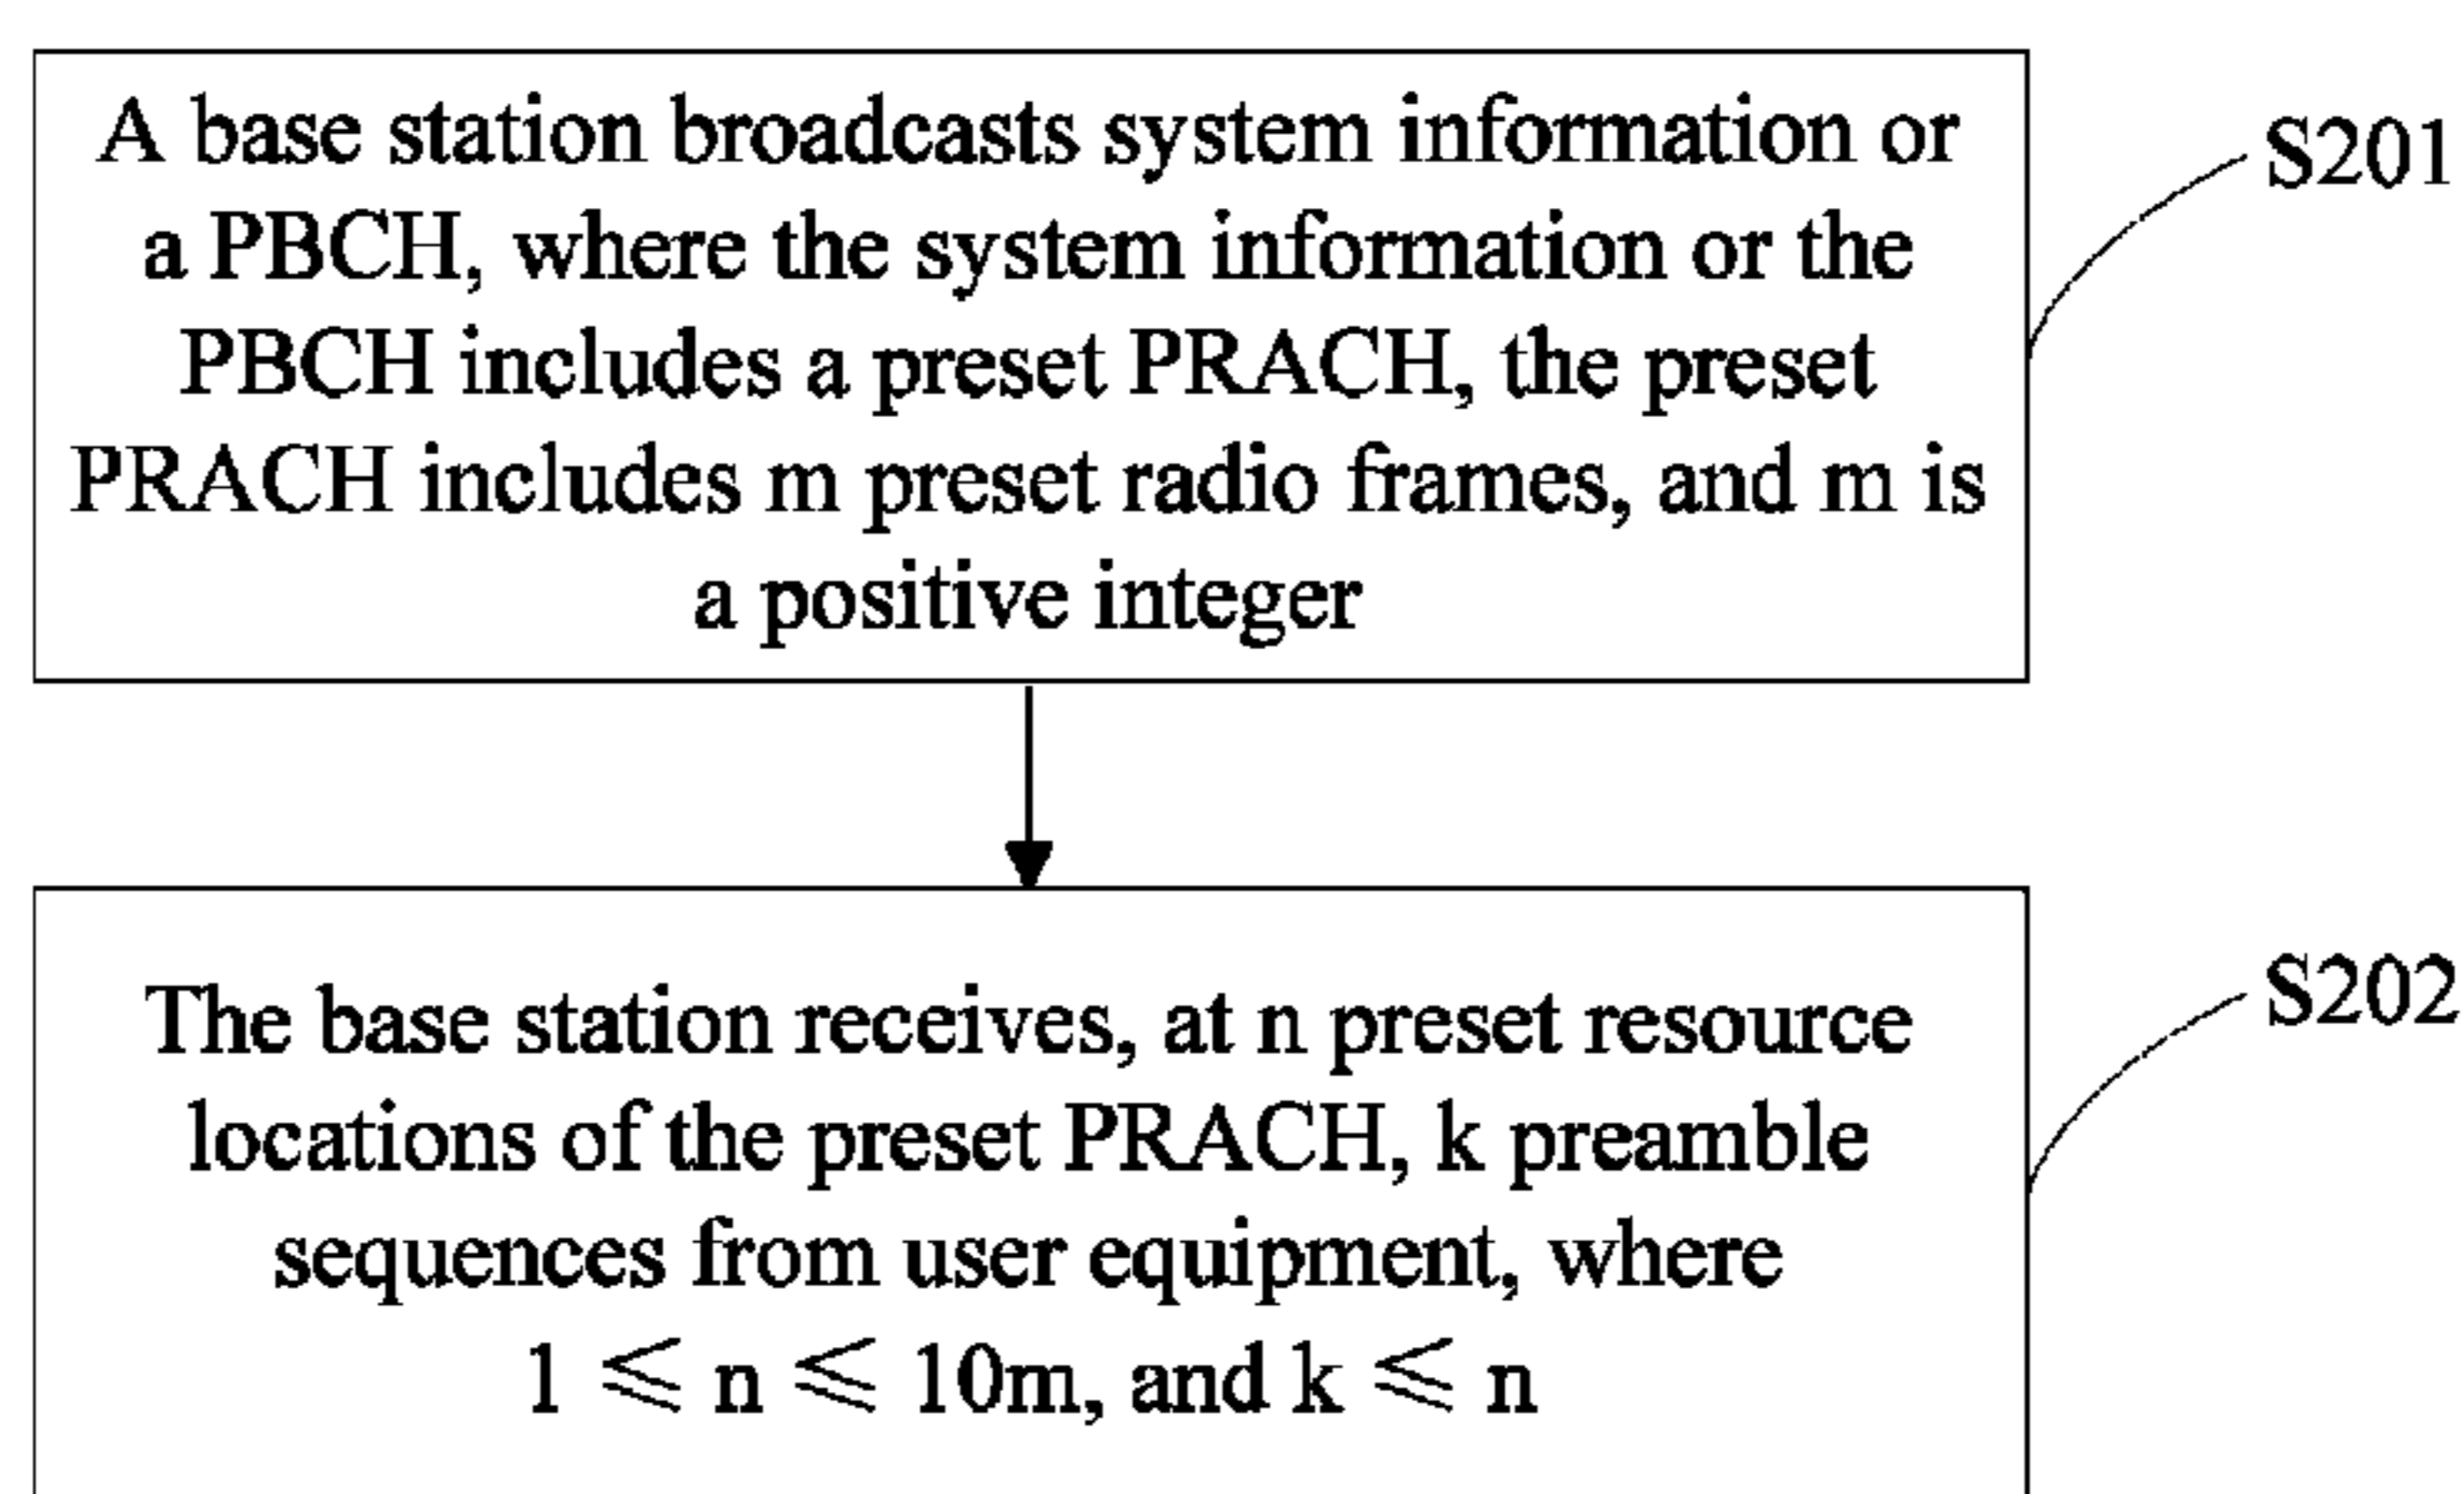 A base station broadcasts system information or
a PBCH, where the system information or the
PBCH includes a preset PRACH, the preset
PRACH includes m preset radio frames, and m is
a positive integer
S201
The base station receives, at n preset resource
locations of the preset PRACH, k preamble
sequences from user equipment, where
1 ⩽ n ⩽ 10m, and k ⩽ n
S202